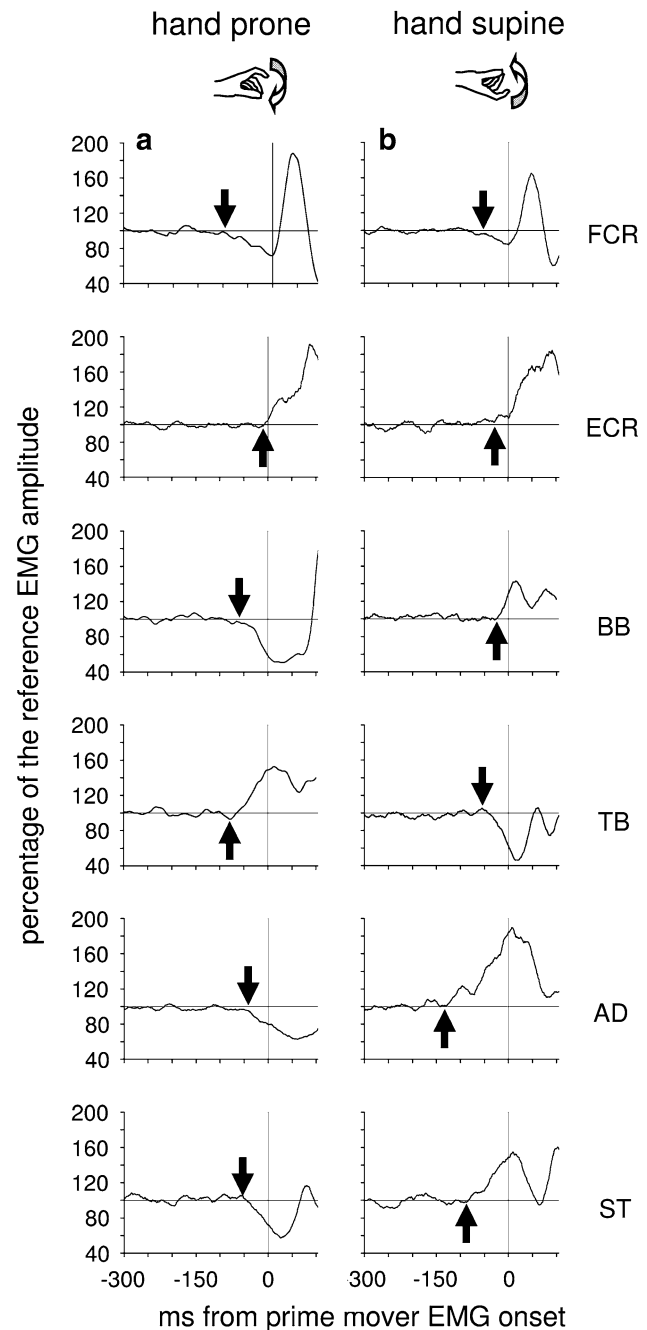 hand prone hand supine
a b
200 160 120 80 40 FCR
200 160 120 80 40 ECR
200 160 120 80 40 BB
200 160 120 80 40 TB
200 160 120 80 40 AD
200 160 120 80 40 ST
percentage of the reference EMG amplitude
-300 -150 0 300 -150 0
ms from prime mover EMG onset